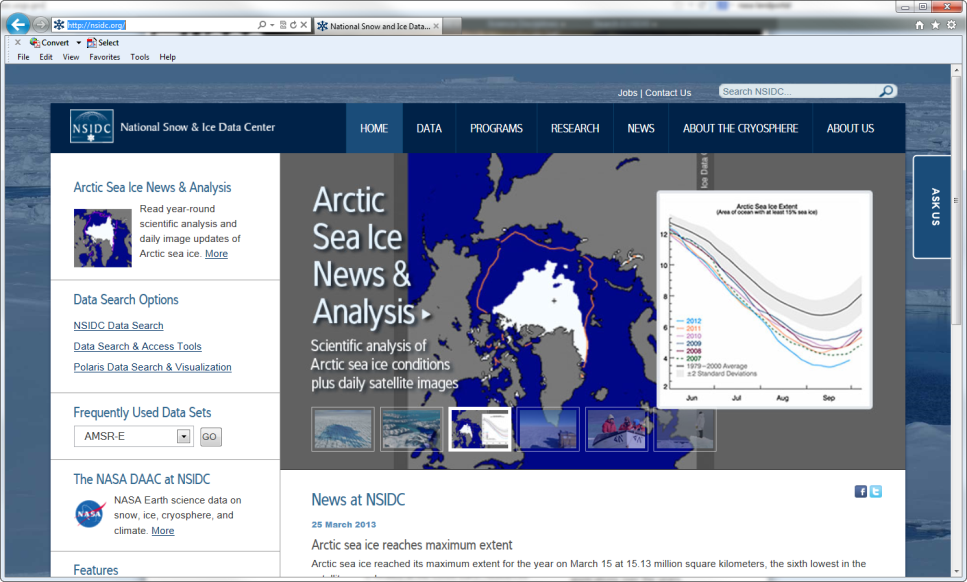 http://nsidc.org/
National Snow and Ice Data...
Convert Select
File Edit View Favorites Tools Help
Jobs | Contact Us
Search NSIDC...
NSIDC National Snow & Ice Data Center
HOME DATA PROGRAMS RESEARCH NEWS ABOUT THE CRYOSPHERE ABOUT US
ASK US
Arctic Sea Ice News & Analysis
Read year-round
scientific analysis and
daily image updates of
Arctic sea ice. More
Data Search Options
NSIDC Data Search
Data Search & Access Tools
Polaris Data Search & Visualization
Frequently Used Data Sets
AMSR-E GO
The NASA DAAC at NSIDC
NASA
NASA Earth science data on
snow, ice, cryosphere, and
climate. More
Features
Arctic
Sea Ice
News &
Analysis
Scientific analysis of
Arctic sea ice conditions
plus daily satellite images
Ice Data
Arctic Sea Ice Extent
(Area of ocean with at least 15% sea ice)
12
10
8
6
4
2
2012
2011
2010
2009
2008
2007
1979–2000 Average
±2 Standard Deviations
Jun Jul Aug Sep
News at NSIDC
25 March 2013
Arctic sea ice reaches maximum extent
Arctic sea ice reached its maximum extent for the year on March 15 at 15.13 million square kilometers, the sixth lowest in the